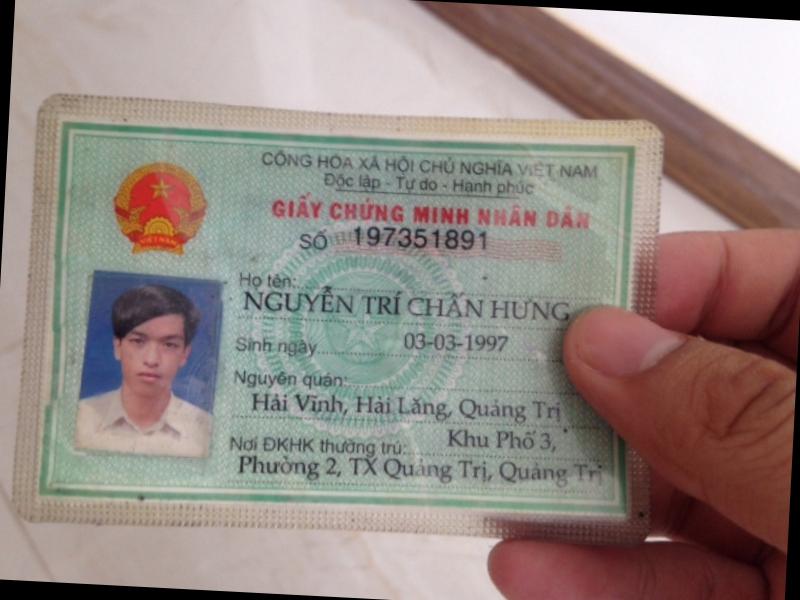 CỘNG HÒA XÃ HỘI CHỦ NGHĨA VIỆT NAM
Độc lập - Tự do - Hạnh phúc
GIẤY CHỨNG MINH NHÂN DÂN
SỐ 197351891
Họ tên:
NGUYỄN TRÍ CHẤN HƯNG
Sinh ngày 03-03-1997
Nguyên quán:
Hải Vĩnh, Hải Lăng, Quảng Trị
Nơi ĐKHK thường trú: Khu Phố 3,
Phường 2, TX Quảng Trị, Quảng Trị
VIỆT NAM